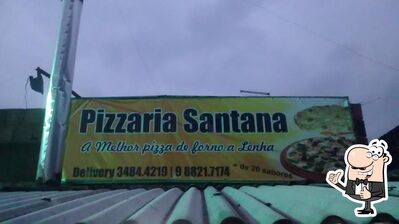 Pizzaria Santana
A Melhor pizza de forno a Lenha
Delivery 3484.4219 | 9 8821.7174 * de 20 sabores